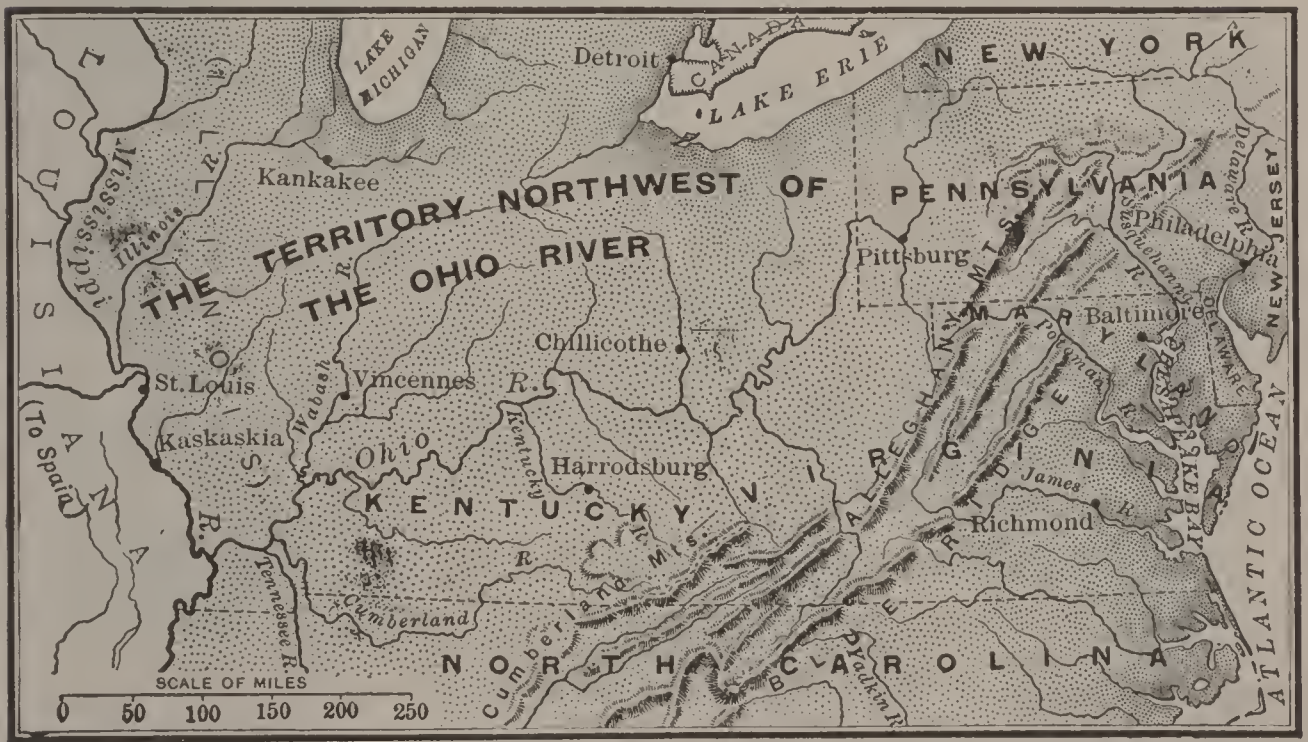 LOUISIANA
(To Spain)
Mississippi
R.
(ILLINOIS)
Illinois
R.
LAKE
MICHIGAN
Detroit
CANADA
LAKE ERIE
NEW YORK
Kankakee
THE TERRITORY NORTHWEST OF
THE OHIO RIVER
PENNSYLVANIA
Pittsburg
Susquehanna
R.
Delaware R.
Philadelphia
NEW JERSEY
DELAWARE
MARYLAND
Baltimore
Potomac
R.
CHESAPEAKE BAY
ATLANTIC OCEAN
Chillicothe
St. Louis
Kaskaskia
Wabash
R.
Vincennes
Ohio
R.
Kentucky
R.
Harrodsburg
KENTUCKY
VIRGINIA
ALLEGHANY MTS.
BLUE RIDGE
James
R.
Richmond
Cumberland Mts.
Tennessee R
Cumberland
R
NORTH CAROLINA
Yadkin R
SCALE OF MILES
0 50 100 150 200 250